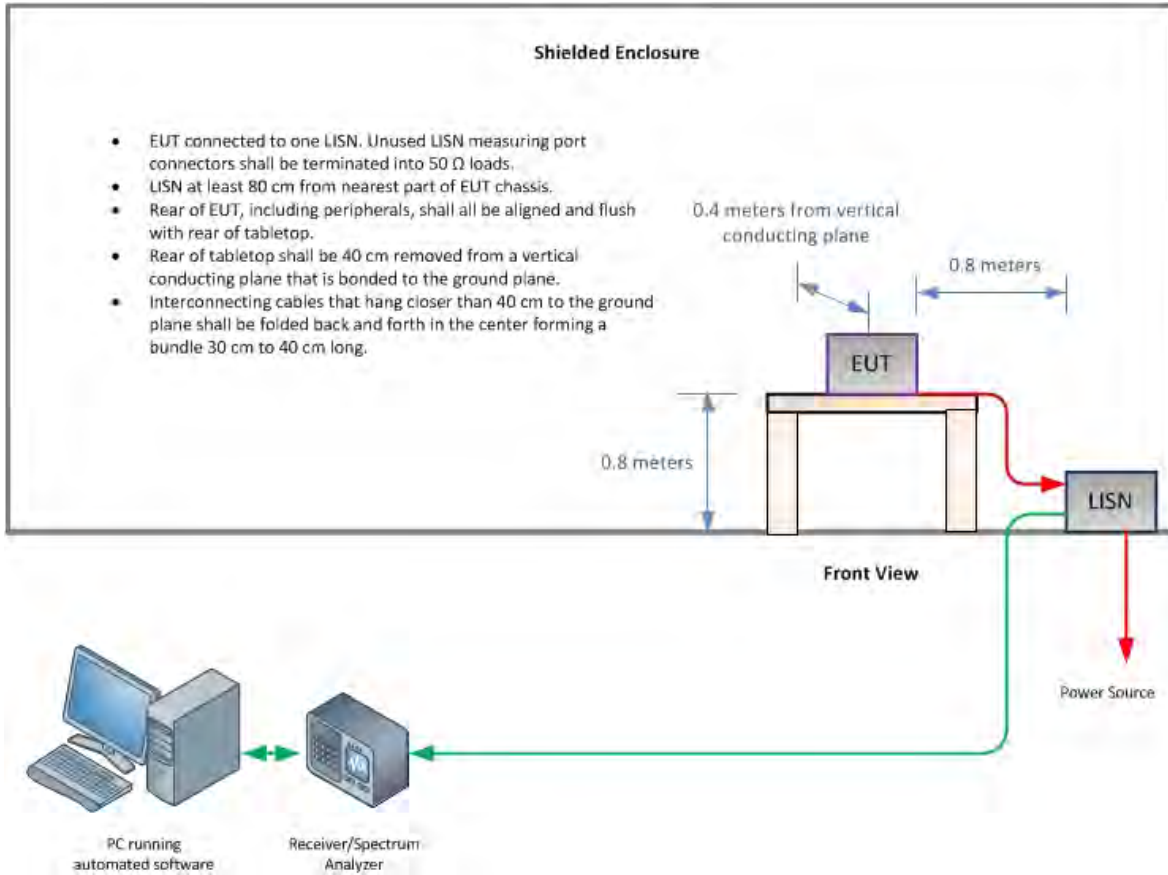 Shielded Enclosure
• EUT connected to one LISN. Unused LISN measuring port
connectors shall be terminated into 50 Ω loads.
• LISN at least 80 cm from nearest part of EUT chassis.
• Rear of EUT, including peripherals, shall all be aligned and flush
with rear of tabletop.
• Rear of tabletop shall be 40 cm removed from a vertical
conducting plane that is bonded to the ground plane.
• Interconnecting cables that hang closer than 40 cm to the ground
plane shall be folded back and forth in the center forming a
bundle 30 cm to 40 cm long.
0.4 meters from vertical
conducting plane
0.8 meters
EUT
0.8 meters
LISN
Front View
Power Source
PC running
automated software
Receiver/Spectrum
Analyzer